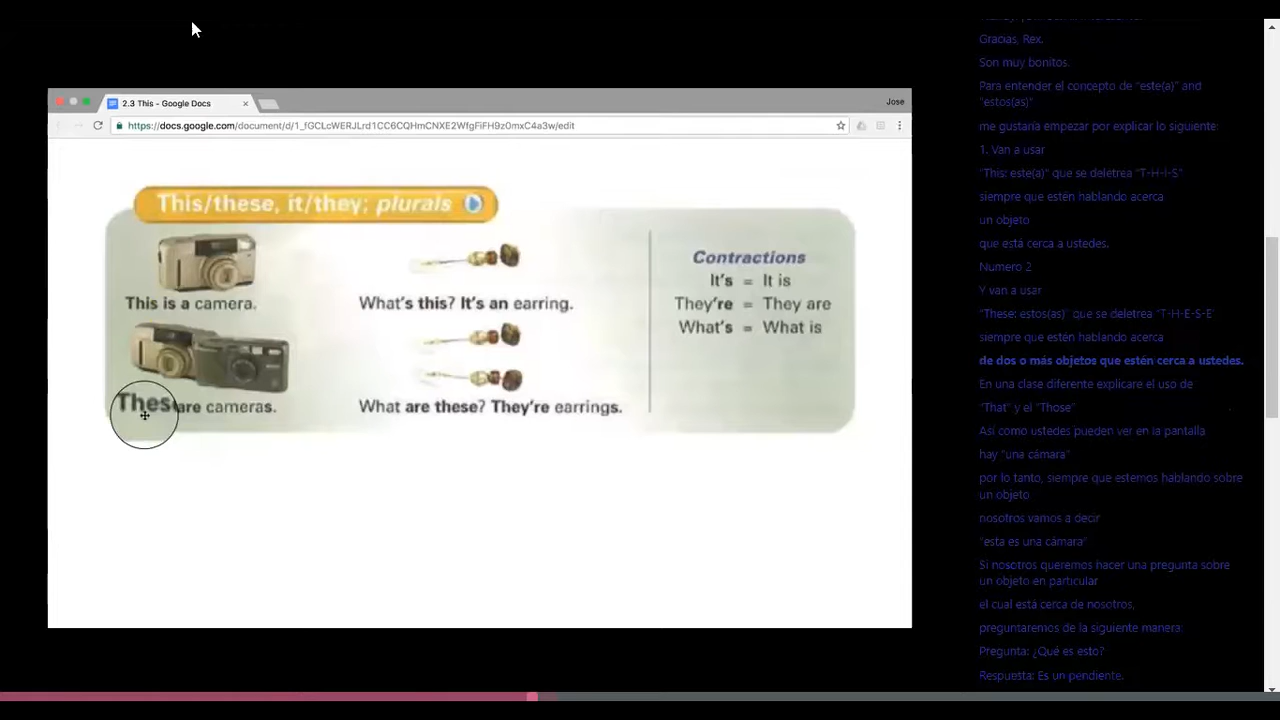 2.3 This - Google Docs
Jose
https://docs.google.com/document/d/1_fGCLcWERJLrd1CC6CQHmCNXE2WfgFiFH9z0mxC4a3w/edit
This/these, it/they; plurals
This is a camera.
What's this? It's an earring.
These are cameras.
What are these? They're earrings.
Contractions
It's = It is
They're = They are
What's = What is
Gracias, Rex.
Son muy bonitos.
Para entender el concepto de "este(a)" and
"estos(as)"
me gustaría empezar por explicar lo siguiente:
1. Van a usar
"This: este(a)" que se deletrea "T-H-I-S"
siempre que estén hablando acerca
un objeto
que está cerca a ustedes.
Numero 2
Y van a usar
"These: estos(as)" que se deletrea "T-H-E-S-E"
siempre que estén hablando acerca
de dos o más objetos que estén cerca a ustedes.
En una clase diferente explicare el uso de
"That" y el "Those"
Así como ustedes pueden ver en la pantalla
hay "una cámara"
por lo tanto, siempre que estemos hablando sobre
un objeto
nosotros vamos a decir
"esta es una cámara"
Si nosotros queremos hacer una pregunta sobre
un objeto en particular
el cual está cerca de nosotros,
preguntaremos de la siguiente manera:
Pregunta: ¿Qué es esto?
Respuesta: Es un pendiente.